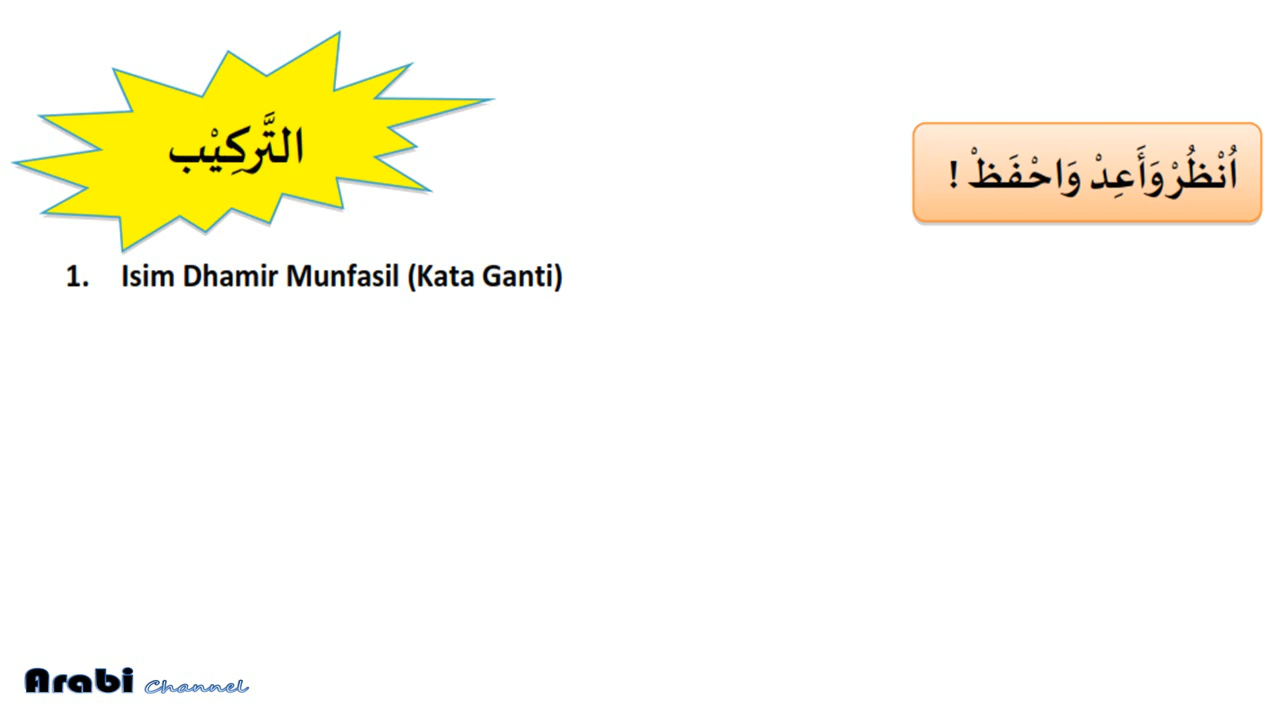 التَّرْكِيْب
اُنْظُرْ وَأَعِدْ وَاحْفَظْ !
1. Isim Dhamir Munfasil (Kata Ganti)
Arabi Channel